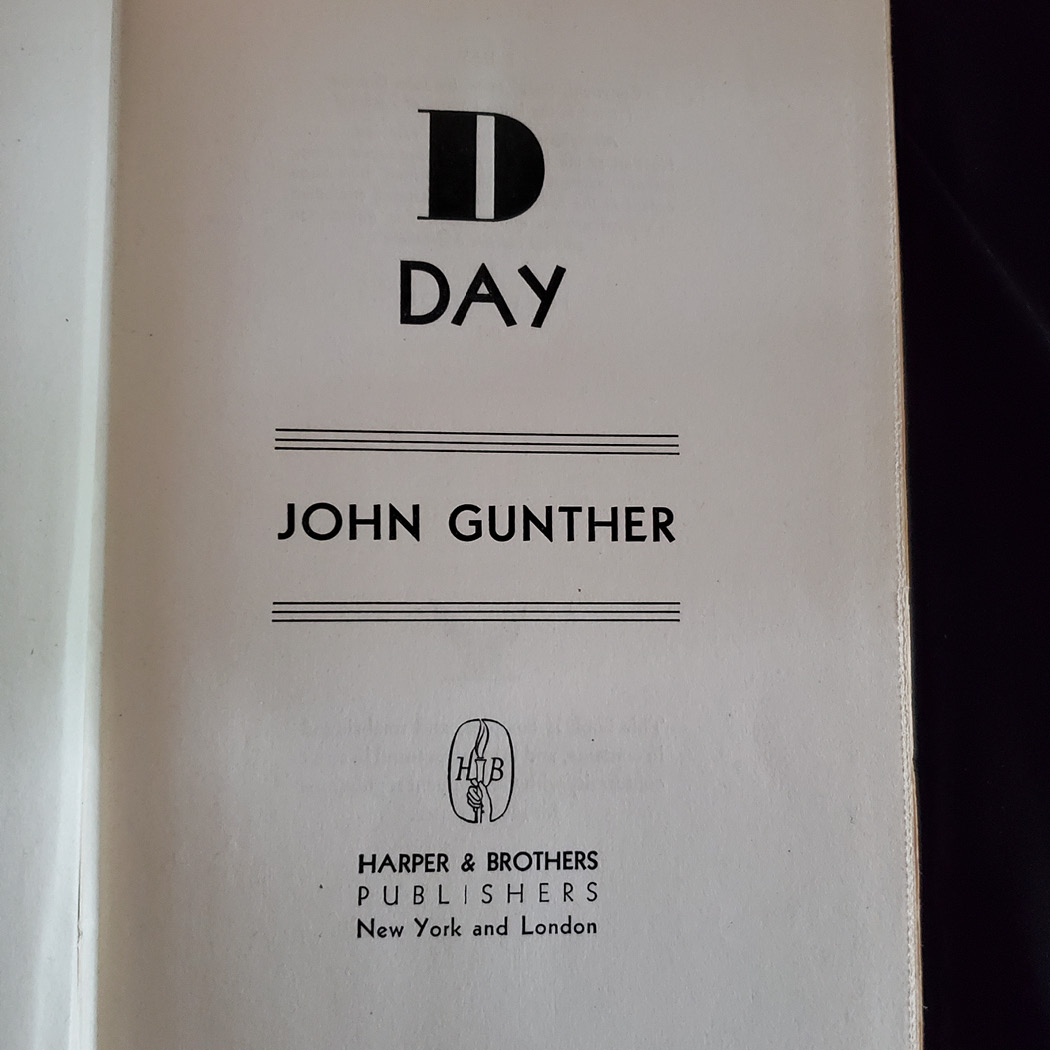 D
DAY
JOHN GUNTHER
H B
HARPER & BROTHERS
PUBLISHERS
New York and London